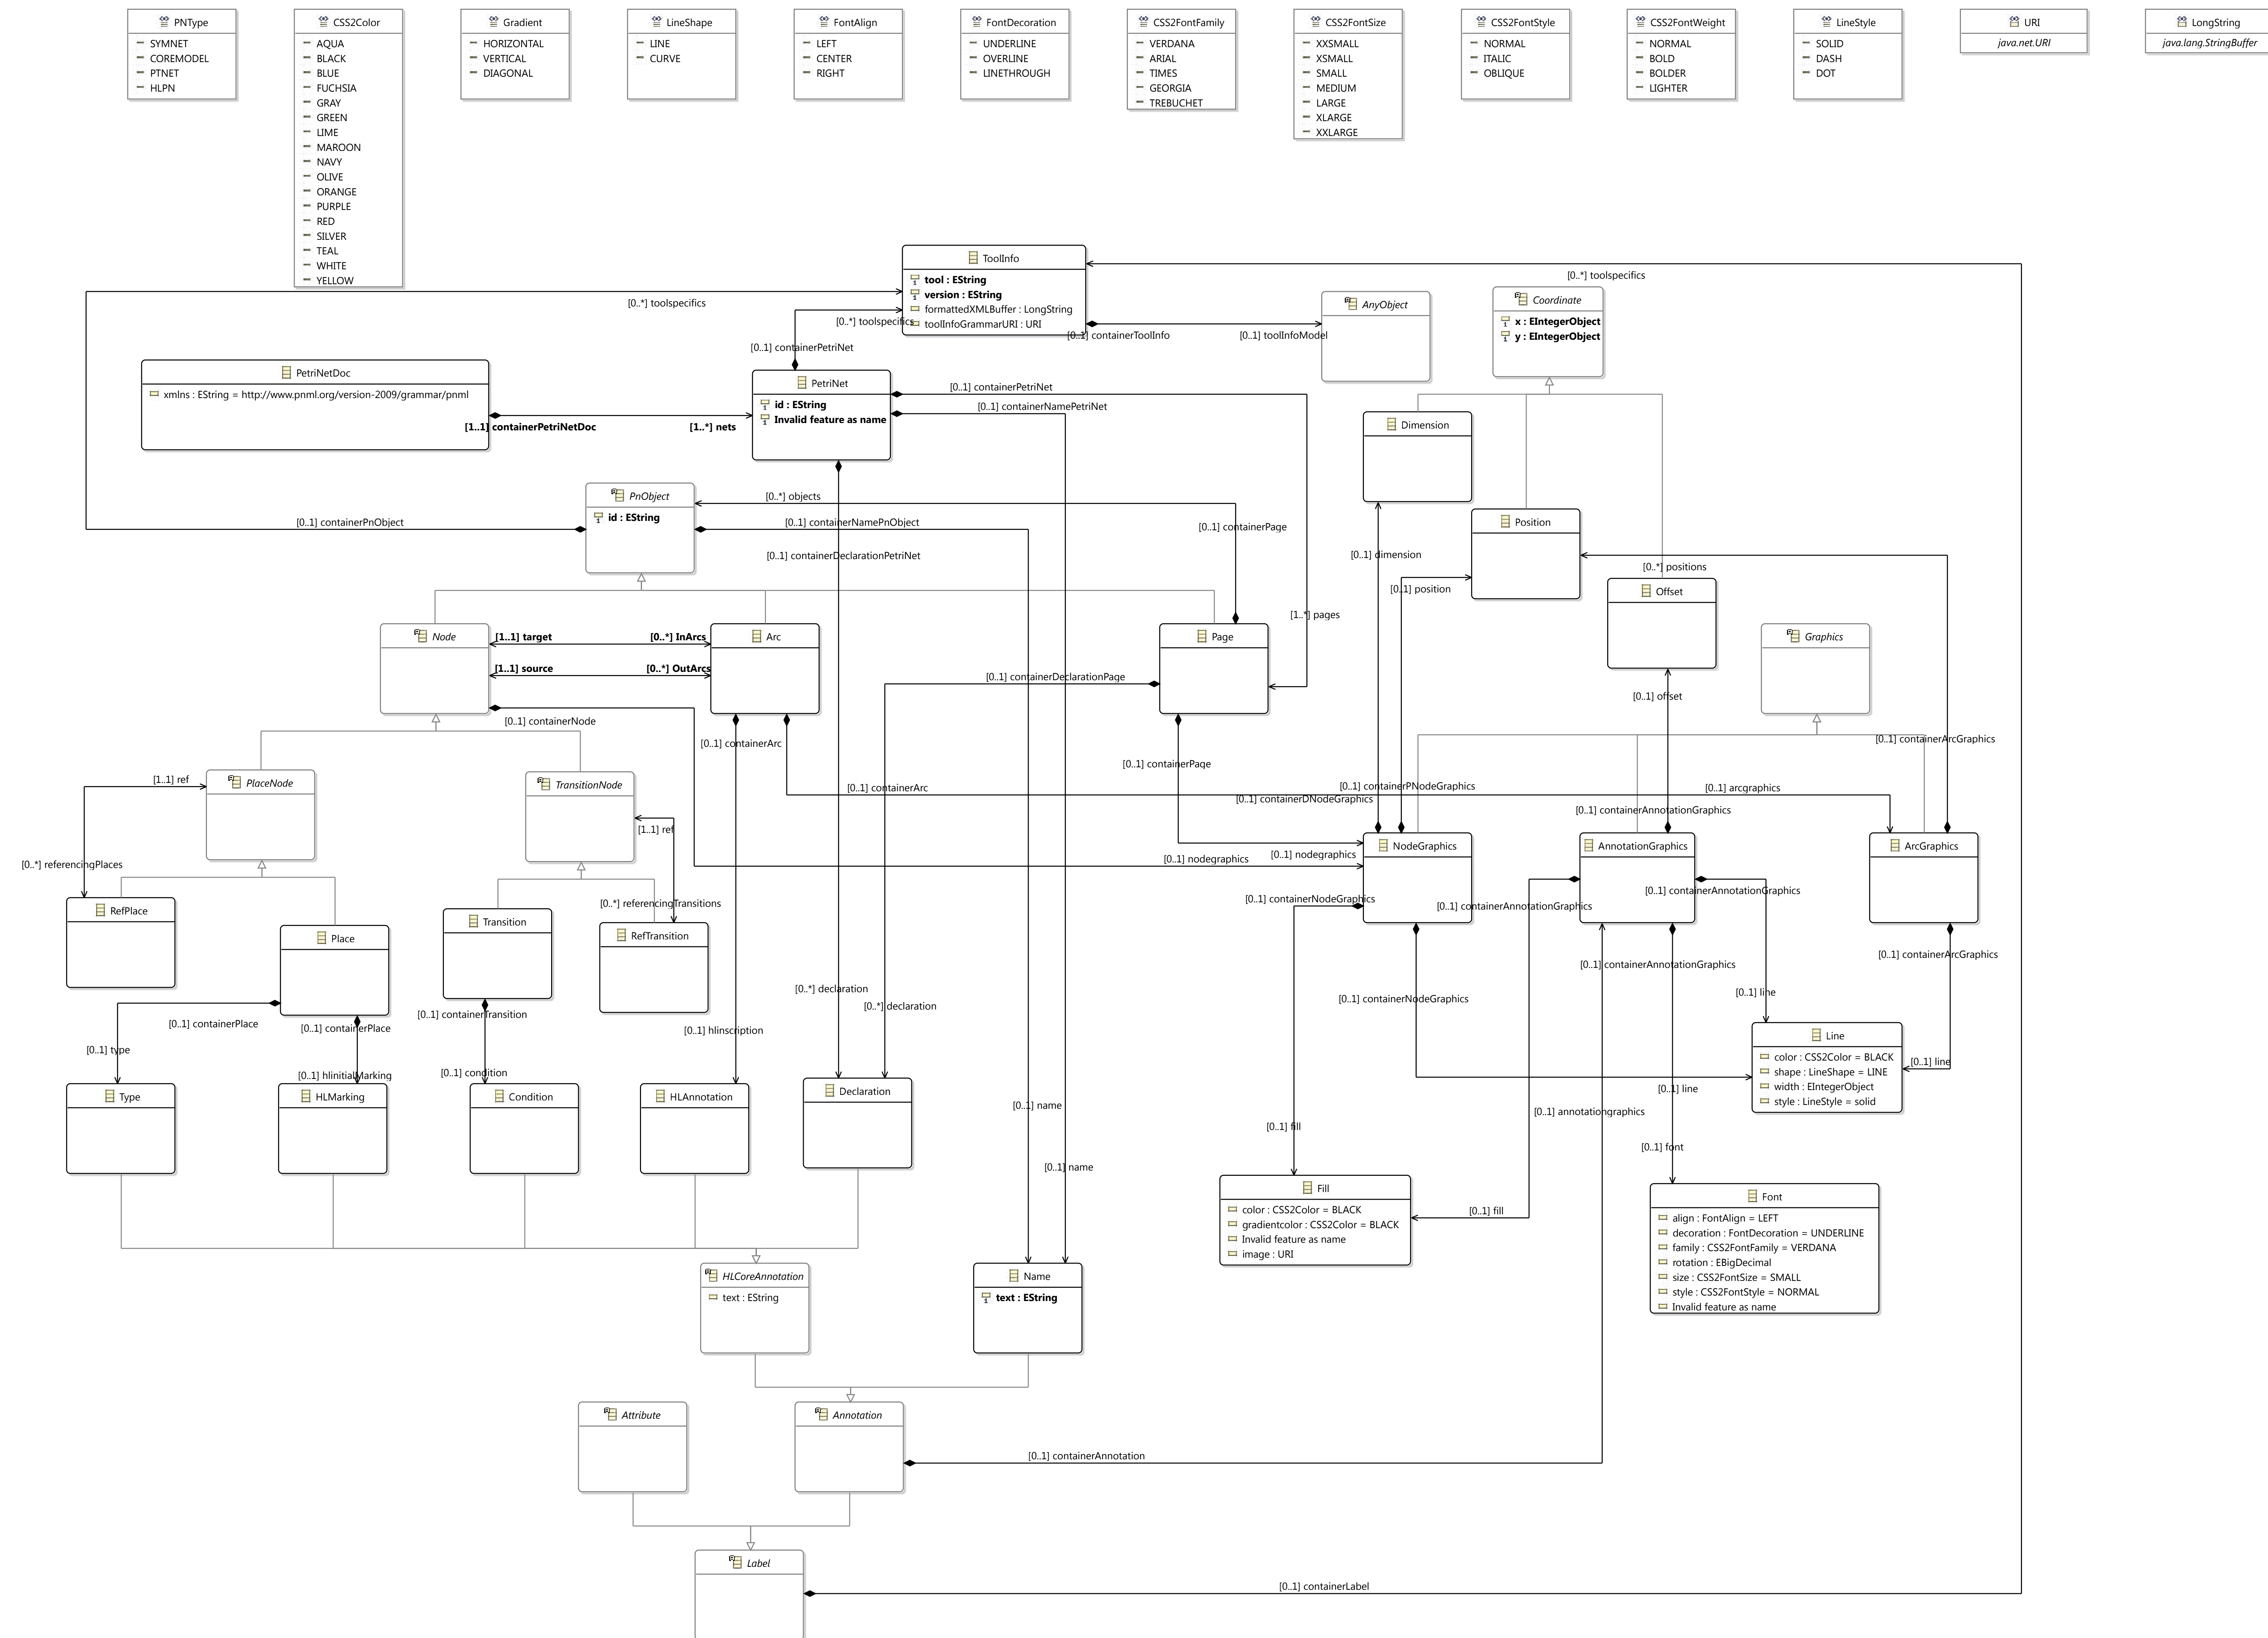 PNType
SYMNET
COREMODEL
PTNET
HLPN
CSS2Color
AQUA
BLACK
BLUE
FUCHSIA
GRAY
GREEN
LIME
MAROON
NAVY
OLIVE
ORANGE
PURPLE
RED
SILVER
TEAL
WHITE
YELLOW
Gradient
HORIZONTAL
VERTICAL
DIAGONAL
LineShape
LINE
CURVE
FontAlign
LEFT
CENTER
RIGHT
FontDecoration
UNDERLINE
OVERLINE
LINETHROUGH
CSS2FontFamily
VERDANA
ARIAL
TIMES
GEORGIA
TREBUCHET
CSS2FontSize
XXSMALL
XSMALL
SMALL
MEDIUM
LARGE
XLARGE
XXLARGE
CSS2FontStyle
NORMAL
ITALIC
OBLIQUE
CSS2FontWeight
NORMAL
BOLD
BOLDER
LIGHTER
LineStyle
SOLID
DASH
DOT
URI
java.net.URI
LongString
java.lang.StringBuffer
ToolInfo
tool : EString
version : EString
formattedXMLBuffer : LongString
toolInfoGrammarURI : URI
[0..*] toolspecifics
[0..*] toolspecifics
[0..*] toolspecifics
[0..1] containerToolInfo
[0..1] toolInfoModel
AnyObject
Coordinate
x : EIntegerObject
y : EIntegerObject
[0..1] containerPetriNet
PetriNetDoc
xmlns : EString = http://www.pnml.org/version-2009/grammar/pnml
[1..1] containerPetriNetDoc
[1..*] nets
PetriNet
id : EString
Invalid feature as name
[0..1] containerPetriNet
[0..1] containerNamePetriNet
Dimension
PnObject
id : EString
[0..*] objects
[0..1] containerPnObject
[0..1] containerNamePnObject
[0..1] containerPage
[0..1] containerDeclarationPetriNet
[0..1] dimension
Position
[0..*] positions
[0..1] position
Offset
[1..*] pages
Node
[1..1] target
[0..*] InArcs
[1..1] source
[0..*] OutArcs
Arc
Page
Graphics
[0..1] containerDeclarationPage
[0..1] offset
[0..1] containerNode
[0..1] containerArc
[0..1] containerArcGraphics
[0..1] containerPage
[1..1] ref
PlaceNode
TransitionNode
[0..1] containerArc
[0..1] containerPNodeGraphics
[0..1] arcgraphics
[0..1] containerDNodeGraphics
[0..1] containerAnnotationGraphics
[1..1] ref
[0..*] referencingPlaces
[0..1] nodegraphics
[0..1] nodegraphics
NodeGraphics
AnnotationGraphics
ArcGraphics
[0..1] containerAnnotationGraphics
[0..1] containerNodeGraphics
[0..1] containerAnnotationGraphics
[0..*] referencingTransitions
RefPlace
Place
Transition
RefTransition
[0..1] containerArcGraphics
[0..1] containerAnnotationGraphics
[0..*] declaration
[0..*] declaration
[0..1] line
[0..1] containerNodeGraphics
[0..1] containerPlace
[0..1] containerPlace
[0..1] containerTransition
[0..1] hlinscription
[0..1] type
[0..1] hlinitialMarking
[0..1] condition
Line
color : CSS2Color = BLACK
shape : LineShape = LINE
width : EIntegerObject
style : LineStyle = solid
[0..1] line
[0..1] line
Type
HLMarking
Condition
HLAnnotation
Declaration
[0..1] name
[0..1] annotationgraphics
[0..1] fill
[0..1] font
[0..1] name
Fill
color : CSS2Color = BLACK
gradientcolor : CSS2Color = BLACK
Invalid feature as name
image : URI
[0..1] fill
Font
align : FontAlign = LEFT
decoration : FontDecoration = UNDERLINE
family : CSS2FontFamily = VERDANA
rotation : EBigDecimal
size : CSS2FontSize = SMALL
style : CSS2FontStyle = NORMAL
Invalid feature as name
HLCoreAnnotation
text : EString
Name
text : EString
Attribute
Annotation
[0..1] containerAnnotation
Label
[0..1] containerLabel